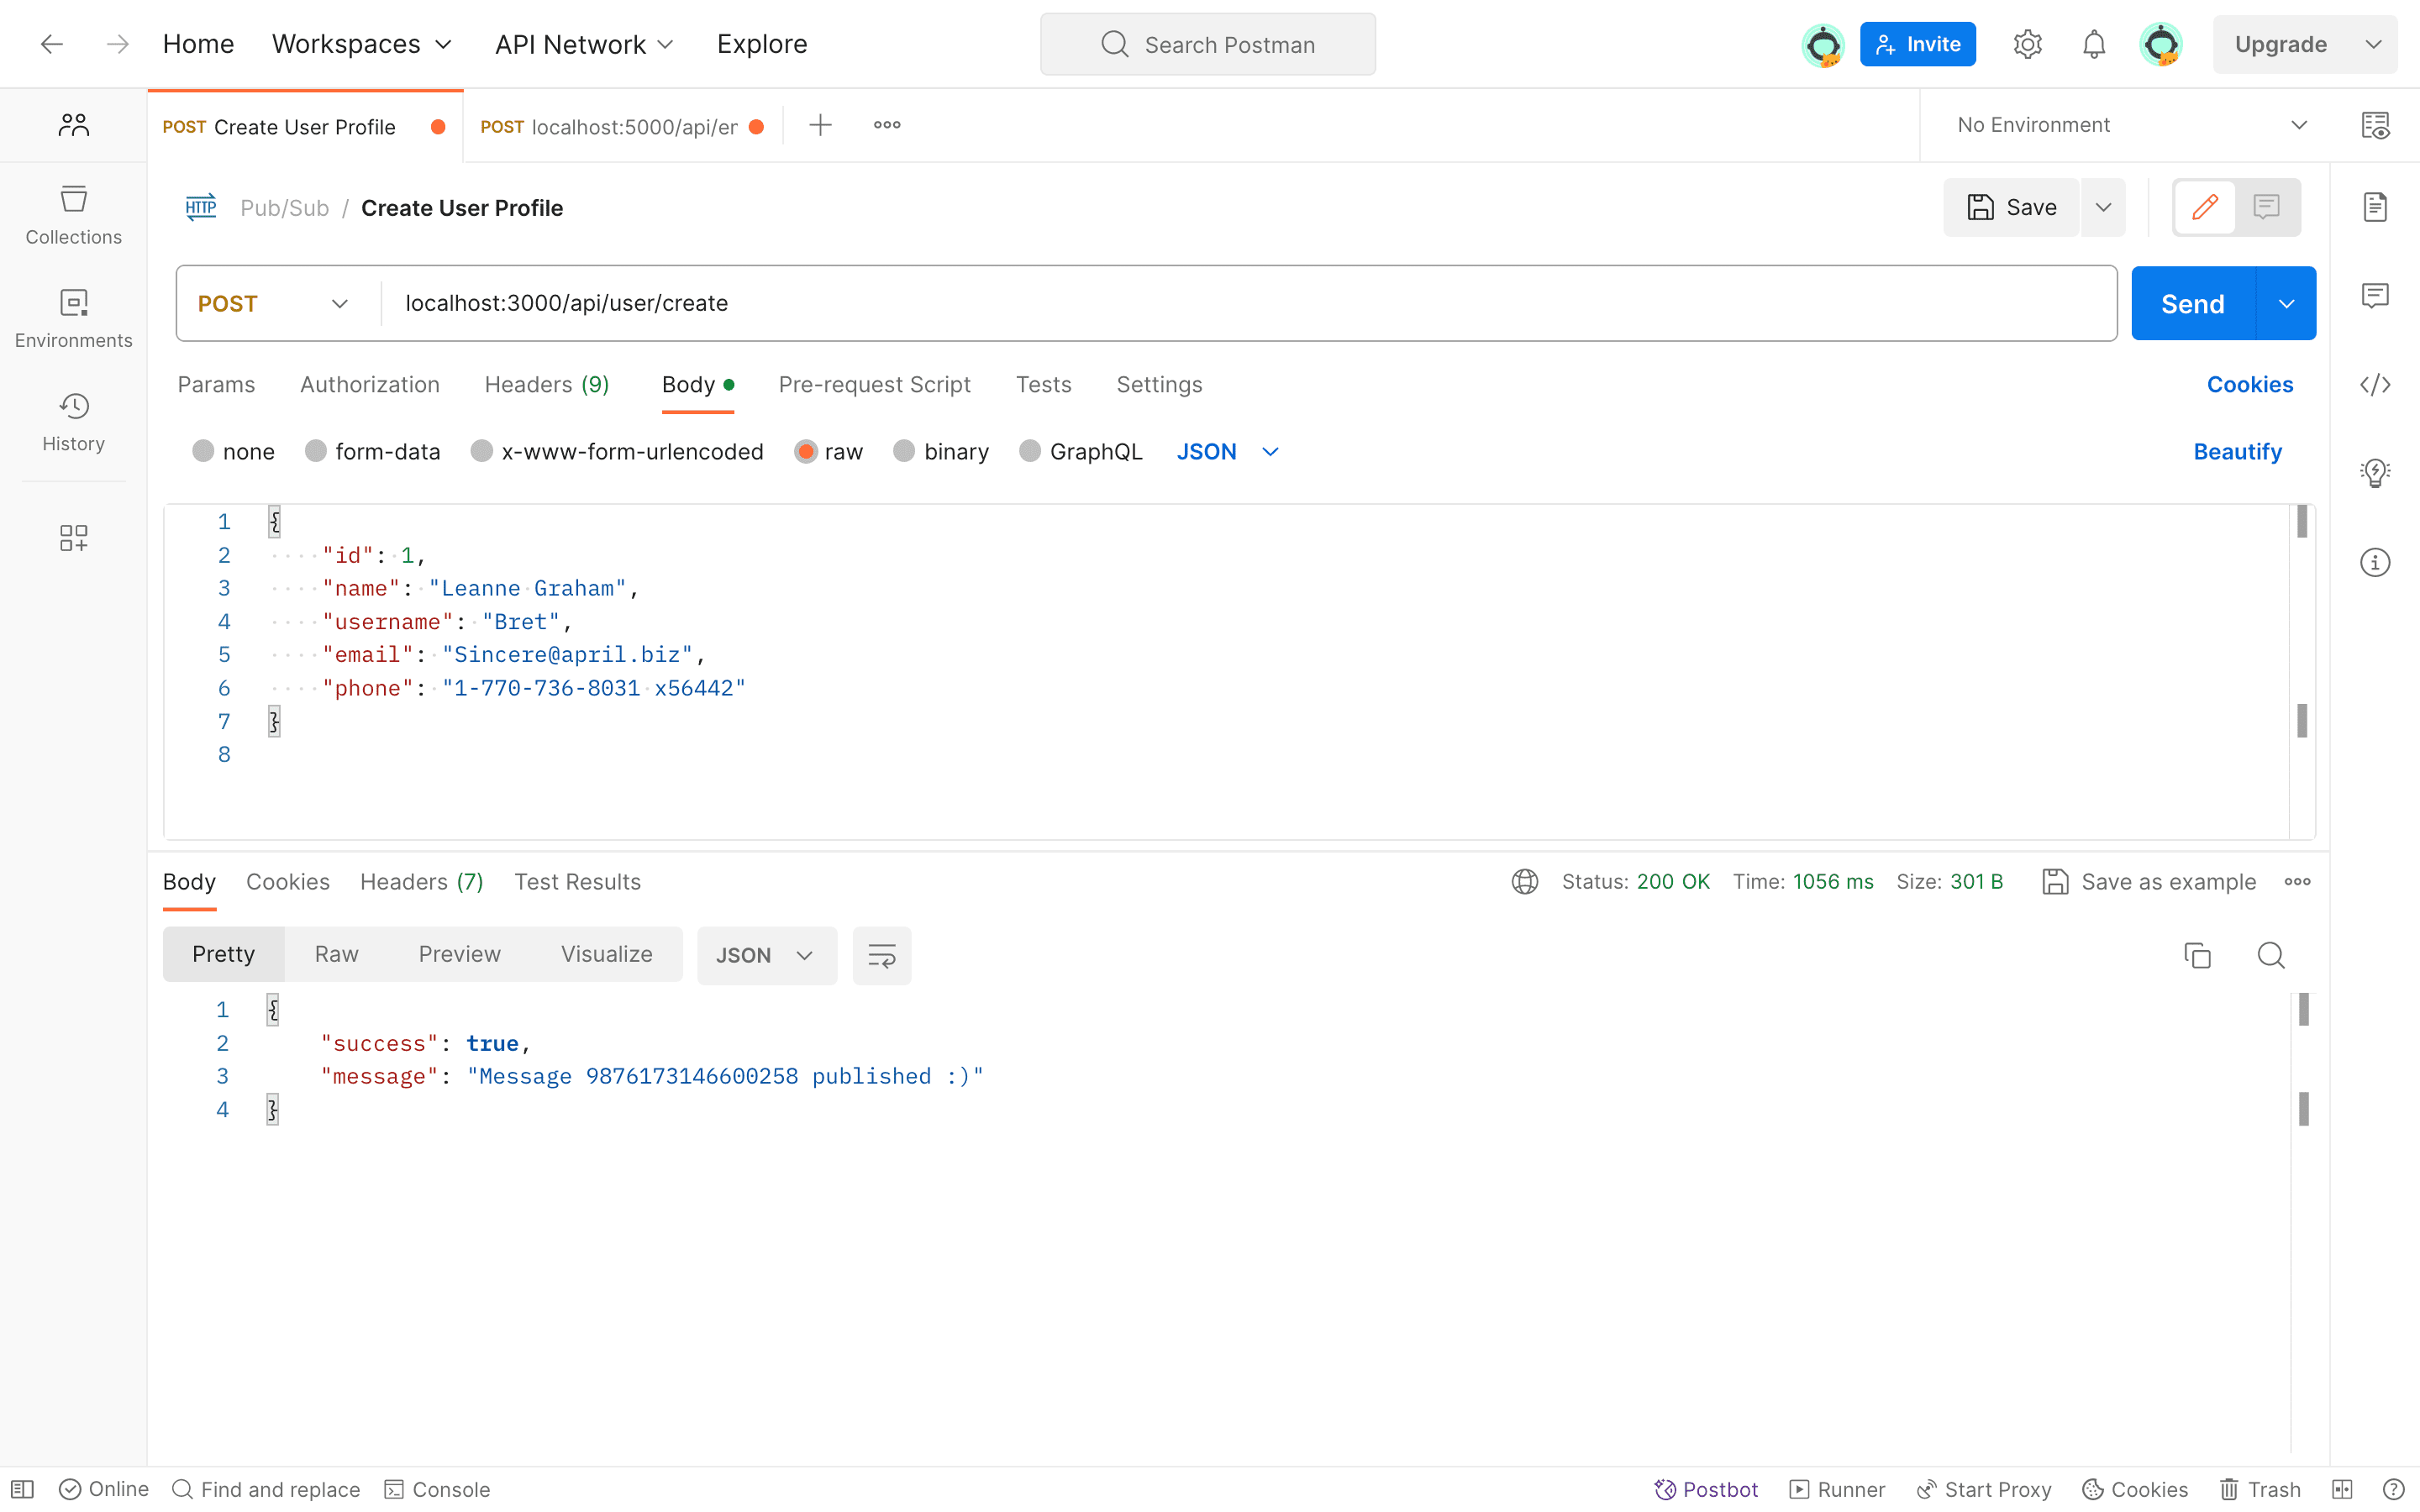 Home Workspaces API Network Explore Search Postman Invite Upgrade
POST Create User Profile POST localhost:5000/api/er No Environment
Collections
Environments
History
HTTP Pub/Sub / Create User Profile Save
POST localhost:3000/api/user/create Send
Params Authorization Headers (9) Body Pre-request Script Tests Settings Cookies
none form-data x-www-form-urlencoded raw binary GraphQL JSON Beautify
1 {
2 "id": 1,
3 "name": "Leanne Graham",
4 "username": "Bret",
5 "email": "Sincere@april.biz",
6 "phone": "1-770-736-8031 x56442"
7 }
8
Body Cookies Headers (7) Test Results Status: 200 OK Time: 1056 ms Size: 301 B Save as example
Pretty Raw Preview Visualize JSON
1 {
2 "success": true,
3 "message": "Message 9876173146600258 published :)"
4 }
Online Find and replace Console Postbot Runner Start Proxy Cookies Trash